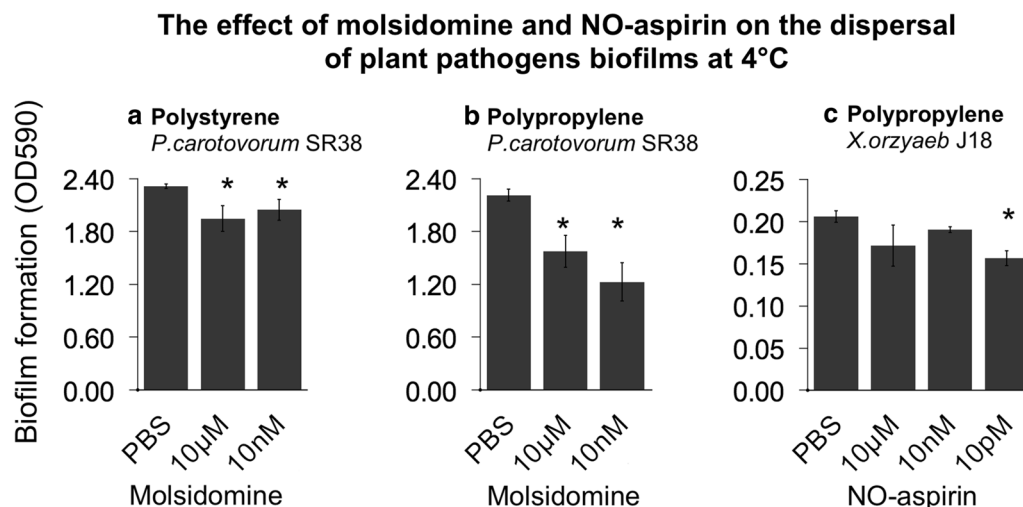 The effect of molsidomine and NO-aspirin on the dispersal
of plant pathogens biofilms at 4°C
Biofilm formation (OD590)
a Polystyrene
P.carotovorum SR38
2.40
1.80
1.20
0.60
0.00
* *
PBS 10µM 10nM
Molsidomine
b Polypropylene
P.carotovorum SR38
2.40
1.80
1.20
0.60
0.00
* *
PBS 10µM 10nM
Molsidomine
c Polypropylene
X.orzyaeb J18
0.25
0.20
0.15
0.10
0.05
0.00
*
PBS 10µM 10nM 10pM
NO-aspirin